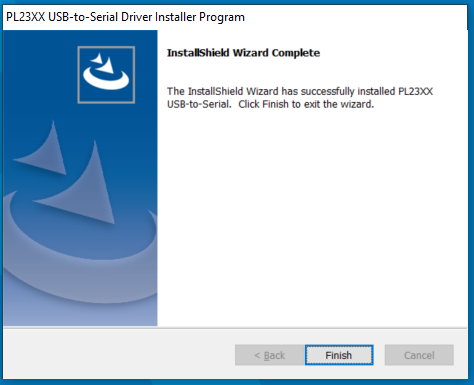 PL23XX USB-to-Serial Driver Installer Program
InstallShield Wizard Complete
The InstallShield Wizard has successfully installed PL23XX
USB-to-Serial. Click Finish to exit the wizard.
< Back
Finish
Cancel